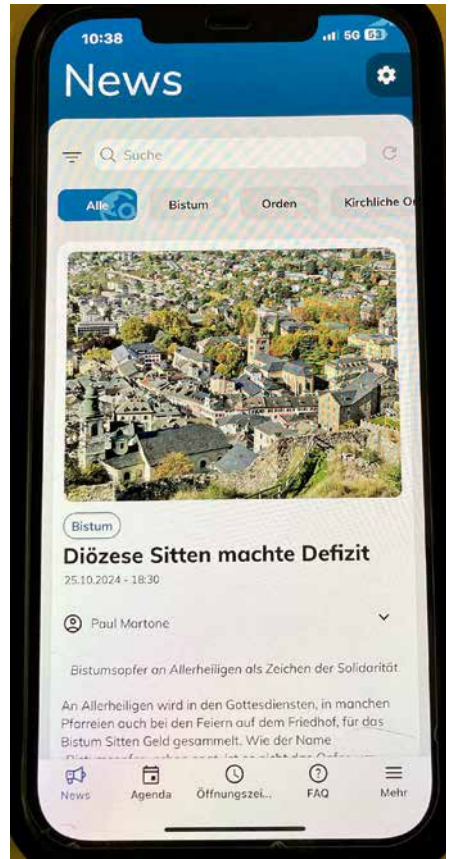 10:38
5G 53
News
Suche
Alle Bistum Orden Kirchliche O
Bistum
Diözese Sitten machte Defizit
25.10.2024 - 18:30
Paul Martone
Bistumsopfer an Allerheiligen als Zeichen der Solidarität
An Allerheiligen wird in den Gottesdiensten, in manchen
Pfarreien auch bei den Feiern auf dem Friedhof, für das
Bistum Sitten Geld gesammelt. Wie der Name
News Agenda Öffnungszei... FAQ Mehr